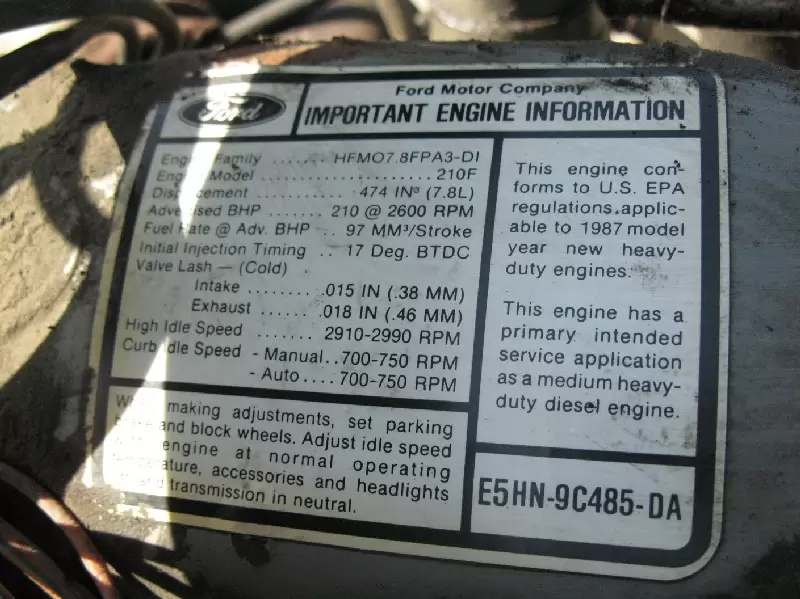 Ford
Ford Motor Company
IMPORTANT ENGINE INFORMATION
Engine Family ...... HFM07.8FPA3-DI
Engine Model .................. 210F
Displacement ....... 474 IN³ (7.8L)
Advertised BHP ....... 210 @ 2600 RPM
Fuel Rate @ Adv. BHP .. 97 MM³/Stroke
Initial Injection Timing .. 17 Deg. BTDC
Valve Lash — (Cold)
Intake ........ .015 IN (.38 MM)
Exhaust ...... .018 IN (.46 MM)
High Idle Speed ....... 2910-2990 RPM
Curb Idle Speed - Manual..700-750 RPM
- Auto....700-750 RPM
When making adjustments, set parking
brake and block wheels. Adjust idle speed
with engine at normal operating
temperature, accessories and headlights
and transmission in neutral.
This engine con-
forms to U.S. EPA
regulations applic-
able to 1987 model
year new heavy-
duty engines.
This engine has a
primary intended
service application
as a medium heavy-
duty diesel engine.
E5HN-9C485-DA